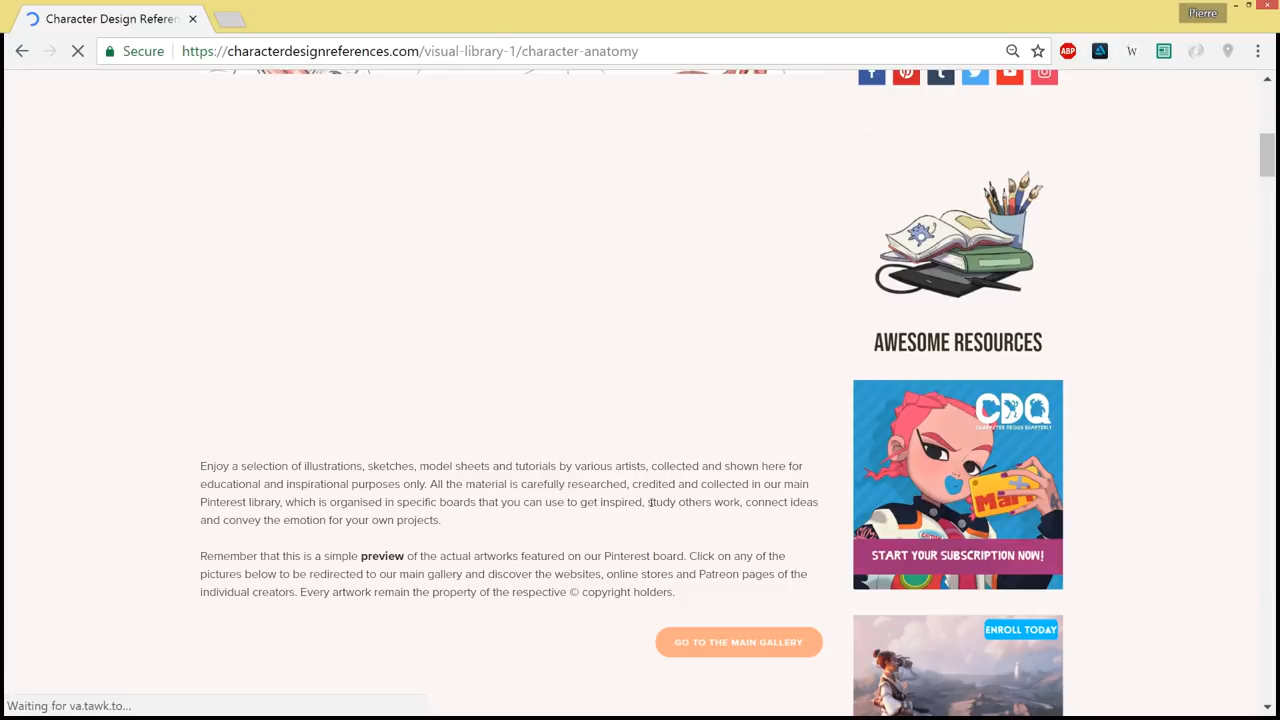 Character Design Referen
Pierre
Secure
https://characterdesignreferences.com/visual-library-1/character-anatomy
ABP
W
AWESOME RESOURCES
CDQ
CHARACTER DESIGN QUARTERLY
START YOUR SUBSCRIPTION NOW!
ENROLL TODAY
Enjoy a selection of illustrations, sketches, model sheets and tutorials by various artists, collected and shown here for
educational and inspirational purposes only. All the material is carefully researched, credited and collected in our main
Pinterest library, which is organised in specific boards that you can use to get inspired, study others work, connect ideas
and convey the emotion for your own projects.
Remember that this is a simple preview of the actual artworks featured on our Pinterest board. Click on any of the
pictures below to be redirected to our main gallery and discover the websites, online stores and Patreon pages of the
individual creators. Every artwork remain the property of the respective © copyright holders.
GO TO THE MAIN GALLERY
Waiting for va.tawk.to...